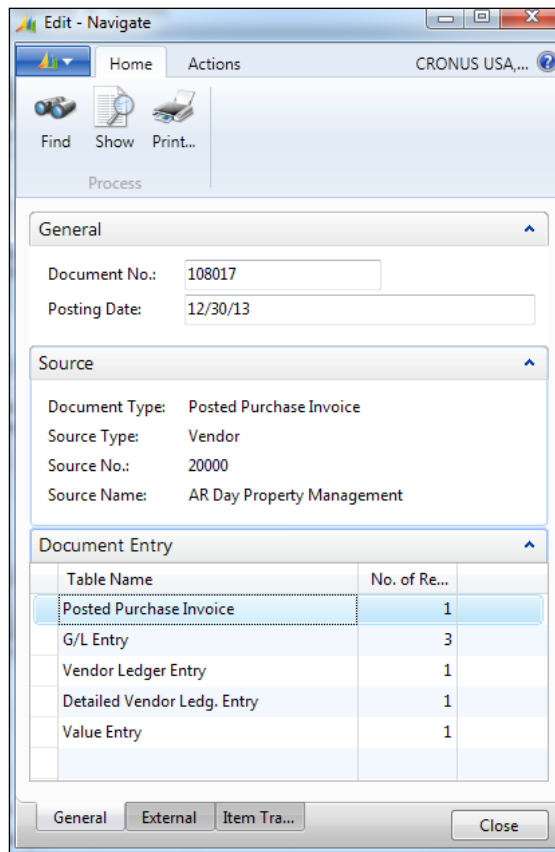 Edit - Navigate
Home Actions CRONUS USA,...
Find Show Print...
Process
General
Document No.: 108017
Posting Date: 12/30/13
Source
Document Type: Posted Purchase Invoice
Source Type: Vendor
Source No.: 20000
Source Name: AR Day Property Management
Document Entry
Table Name No. of Re...
Posted Purchase Invoice 1
G/L Entry 3
Vendor Ledger Entry 1
Detailed Vendor Ledg. Entry 1
Value Entry 1
General External Item Tra... Close